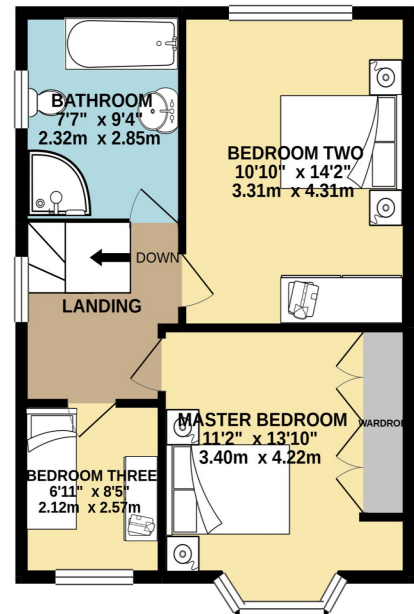 BATHROOM
7'7" x 9'4"
2.32m x 2.85m
BEDROOM TWO
10'10" x 14'2"
3.31m x 4.31m
DOWN
LANDING
MASTER BEDROOM
11'2" x 13'10"
3.40m x 4.22m
WARDROBE
BEDROOM THREE
6'11" x 8'5"
2.12m x 2.57m